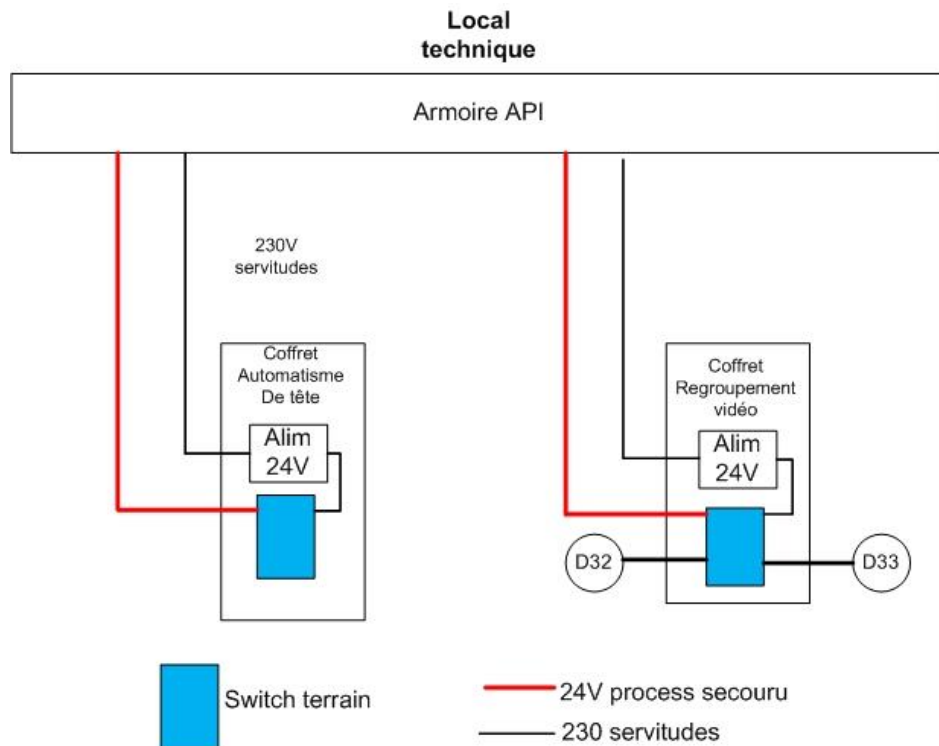 Local
technique
Armoire API
230V
servitudes
Coffret
Automatisme
De tête
Alim
24V
Coffret
Regroupement
vidéo
Alim
24V
D32
D33
Switch terrain
24V process secouru
230 servitudes